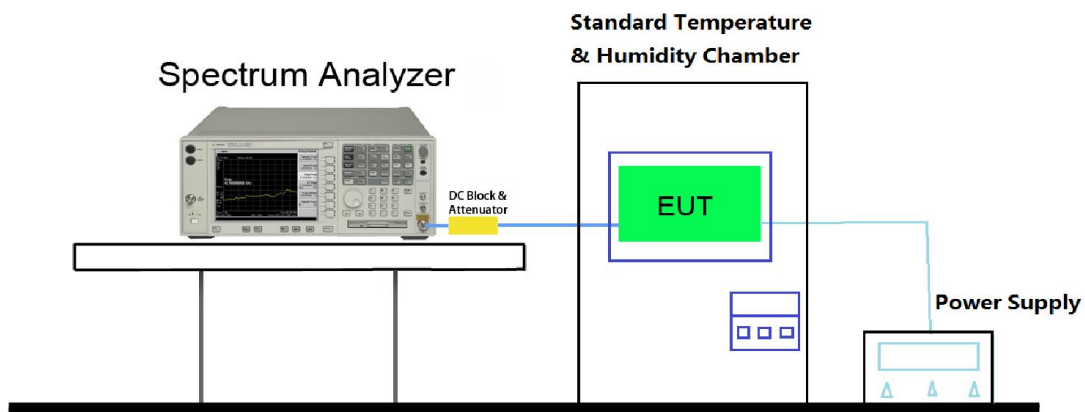 Standard Temperature
& Humidity Chamber
Spectrum Analyzer
DC Block &
Attenuator
EUT
Power Supply